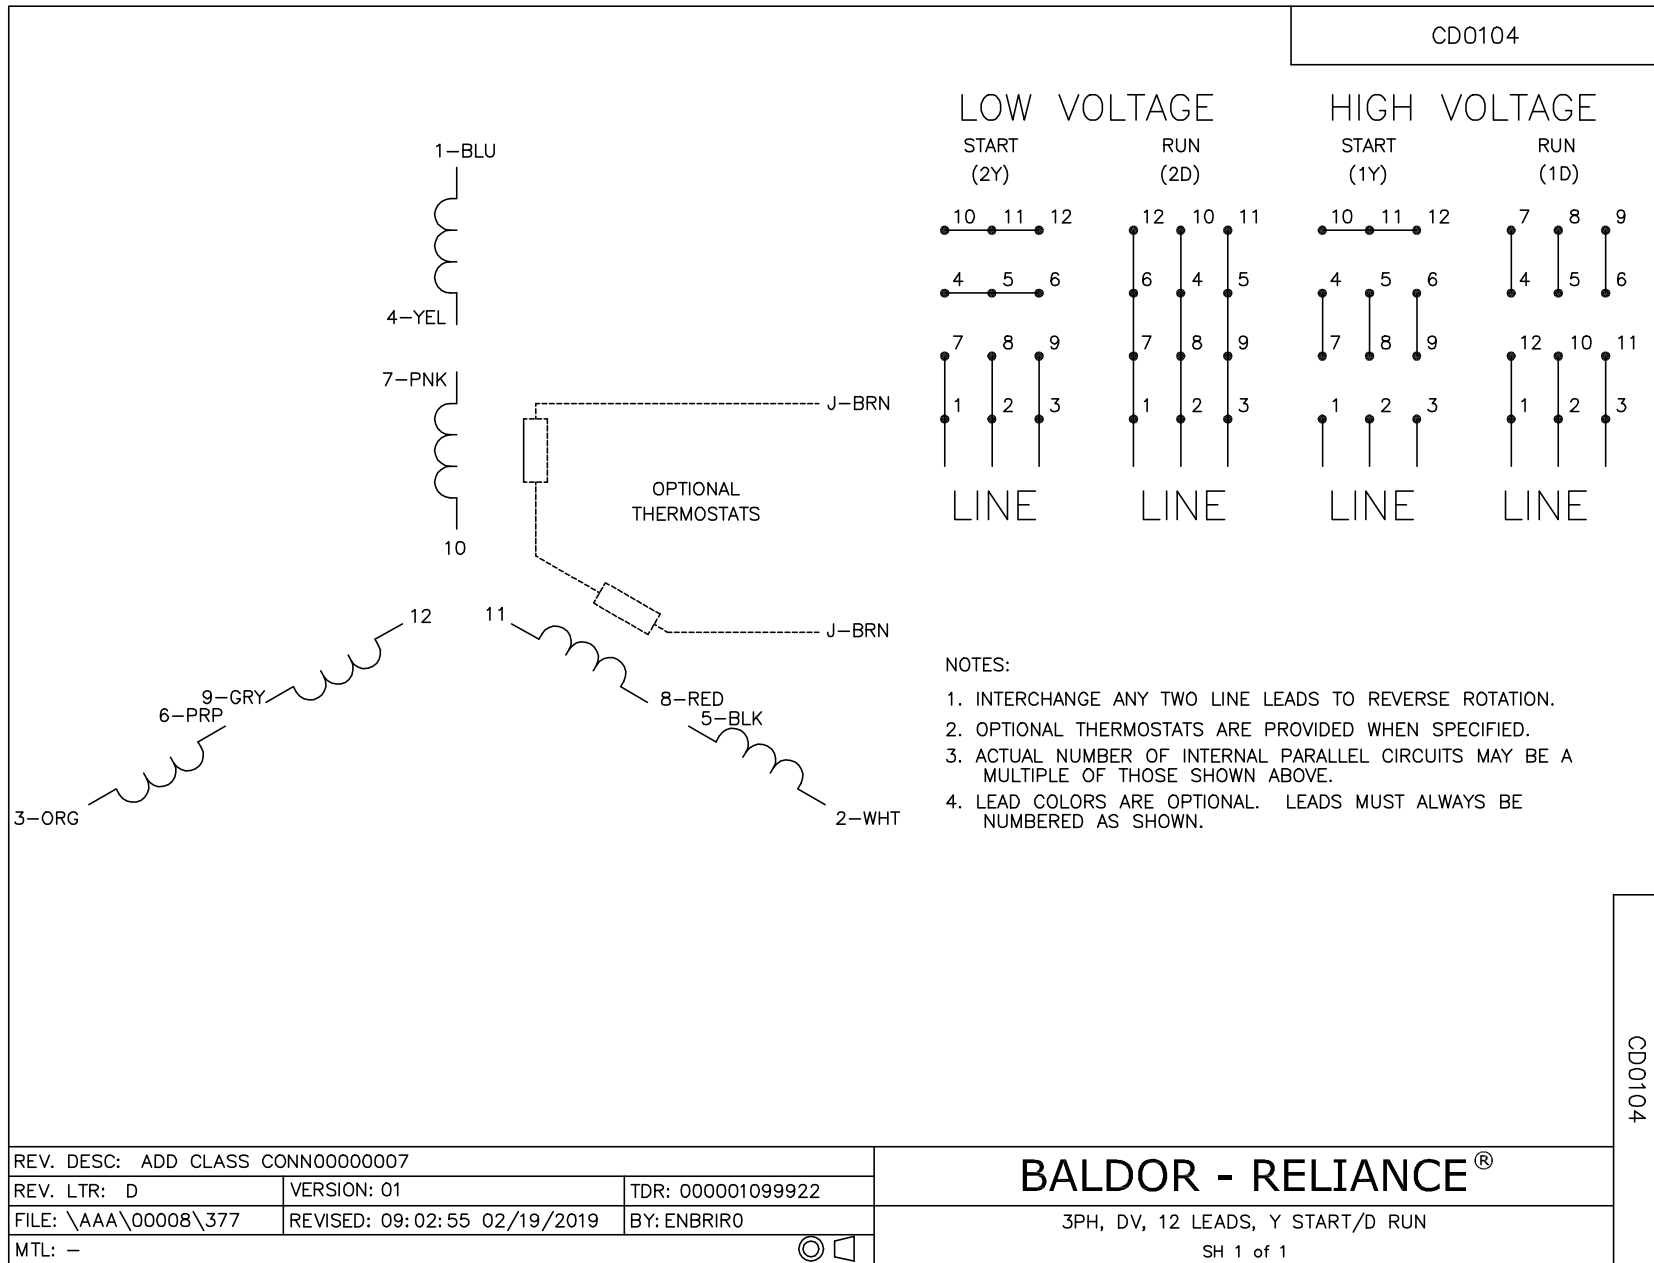 CD0104
LOW VOLTAGE HIGH VOLTAGE
START RUN START RUN
(2Y) (2D) (1Y) (1D)
10 11 12 12 10 11 10 11 12 7 8 9
4 5 6 6 4 5 4 5 6 4 5 6
7 8 9 7 8 9 7 8 9 12 10 11
1 2 3 1 2 3 1 2 3 1 2 3
LINE LINE LINE LINE
1-BLU
4-YEL
7-PNK
10
J-BRN
OPTIONAL
THERMOSTATS
J-BRN
12
11
9-GRY
6-PRP
3-ORG
8-RED
5-BLK
2-WHT
NOTES:
1. INTERCHANGE ANY TWO LINE LEADS TO REVERSE ROTATION.
2. OPTIONAL THERMOSTATS ARE PROVIDED WHEN SPECIFIED.
3. ACTUAL NUMBER OF INTERNAL PARALLEL CIRCUITS MAY BE A
MULTIPLE OF THOSE SHOWN ABOVE.
4. LEAD COLORS ARE OPTIONAL. LEADS MUST ALWAYS BE
NUMBERED AS SHOWN.
CD0104
REV. DESC: ADD CLASS CONN00000007
REV. LTR: D VERSION: 01 TDR: 000001099922
FILE: \AAA\00008\377 REVISED: 09:02:55 02/19/2019 BY: ENBRIR0
MTL: -
BALDOR - RELIANCE®
3PH, DV, 12 LEADS, Y START/D RUN
SH 1 of 1